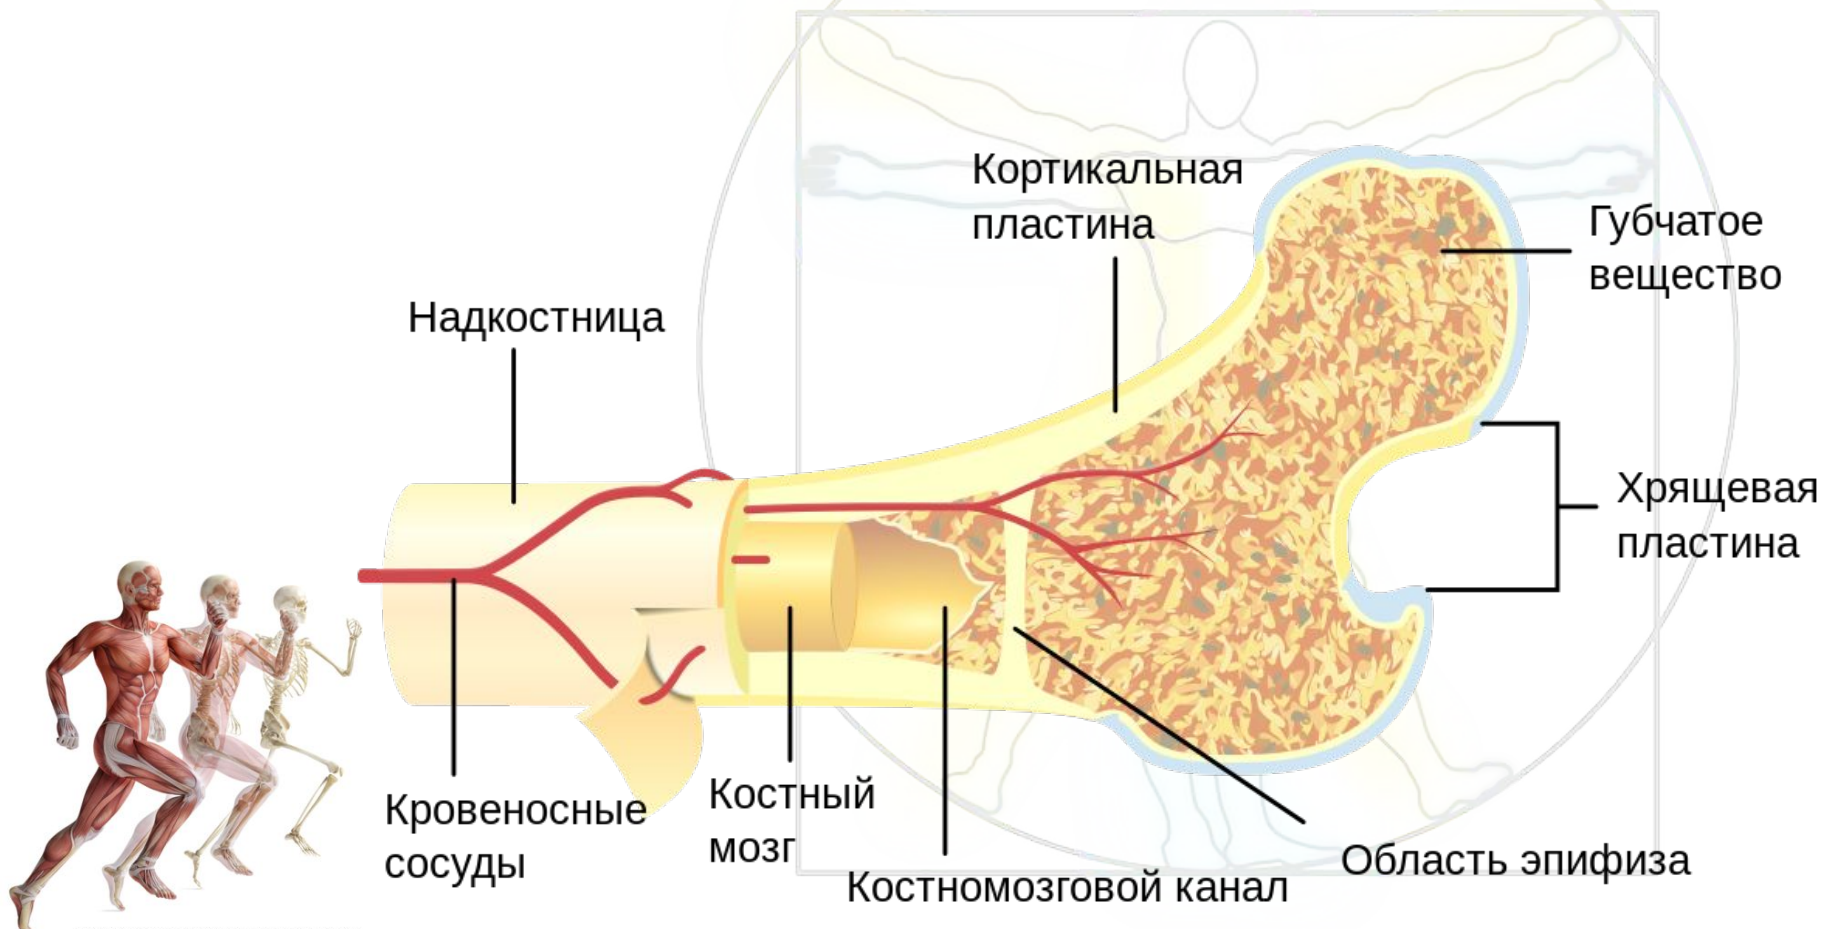 Кортикальная
пластина
Губчатое
вещество
Надкостница
Хрящевая
пластина
Кровеносные
сосуды
Костный
мозг
Костномозговой канал
Область эпифиза